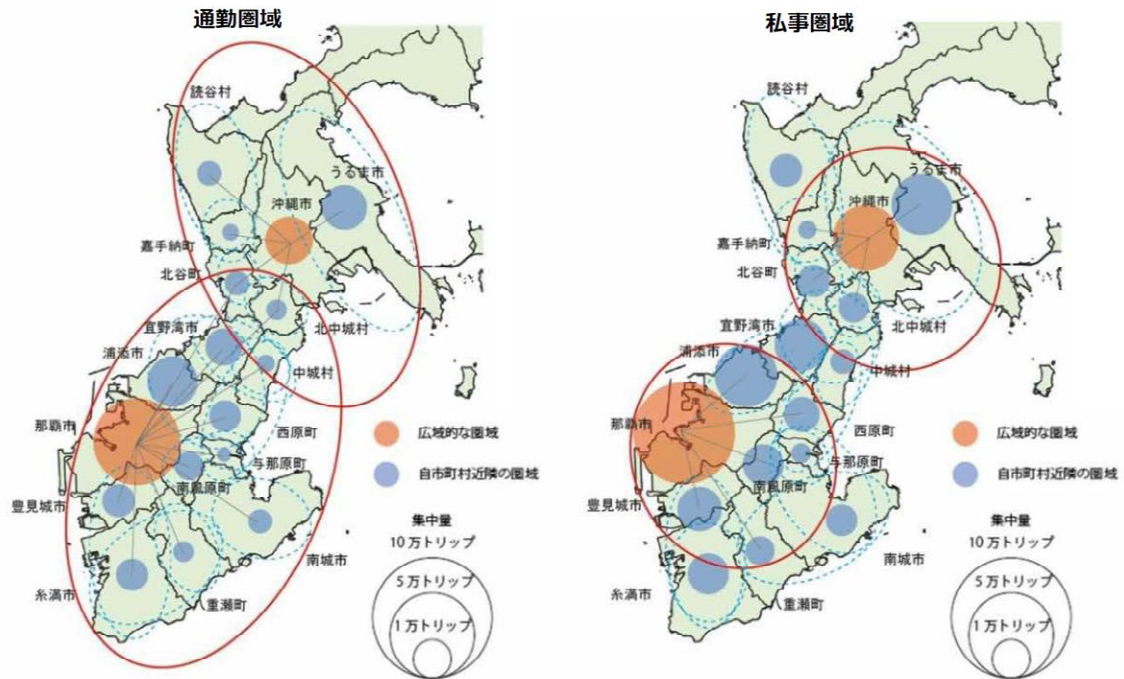 通勤圏域
読谷村
うるま市
沖縄市
嘉手納町
北谷町
宜野湾市
北中城村
浦添市
中城村
那覇市
西原町
与那原町
南風原町
豊見城市
南城市
糸満市
八重瀬町
広域的な圏域
自市町村近隣の圏域
集中量
10万トリップ
5万トリップ
1万トリップ
私事圏域
読谷村
うるま市
沖縄市
嘉手納町
北谷町
宜野湾市
北中城村
浦添市
中城村
那覇市
西原町
与那原町
南風原町
豊見城市
南城市
糸満市
八重瀬町
広域的な圏域
自市町村近隣の圏域
集中量
10万トリップ
5万トリップ
1万トリップ